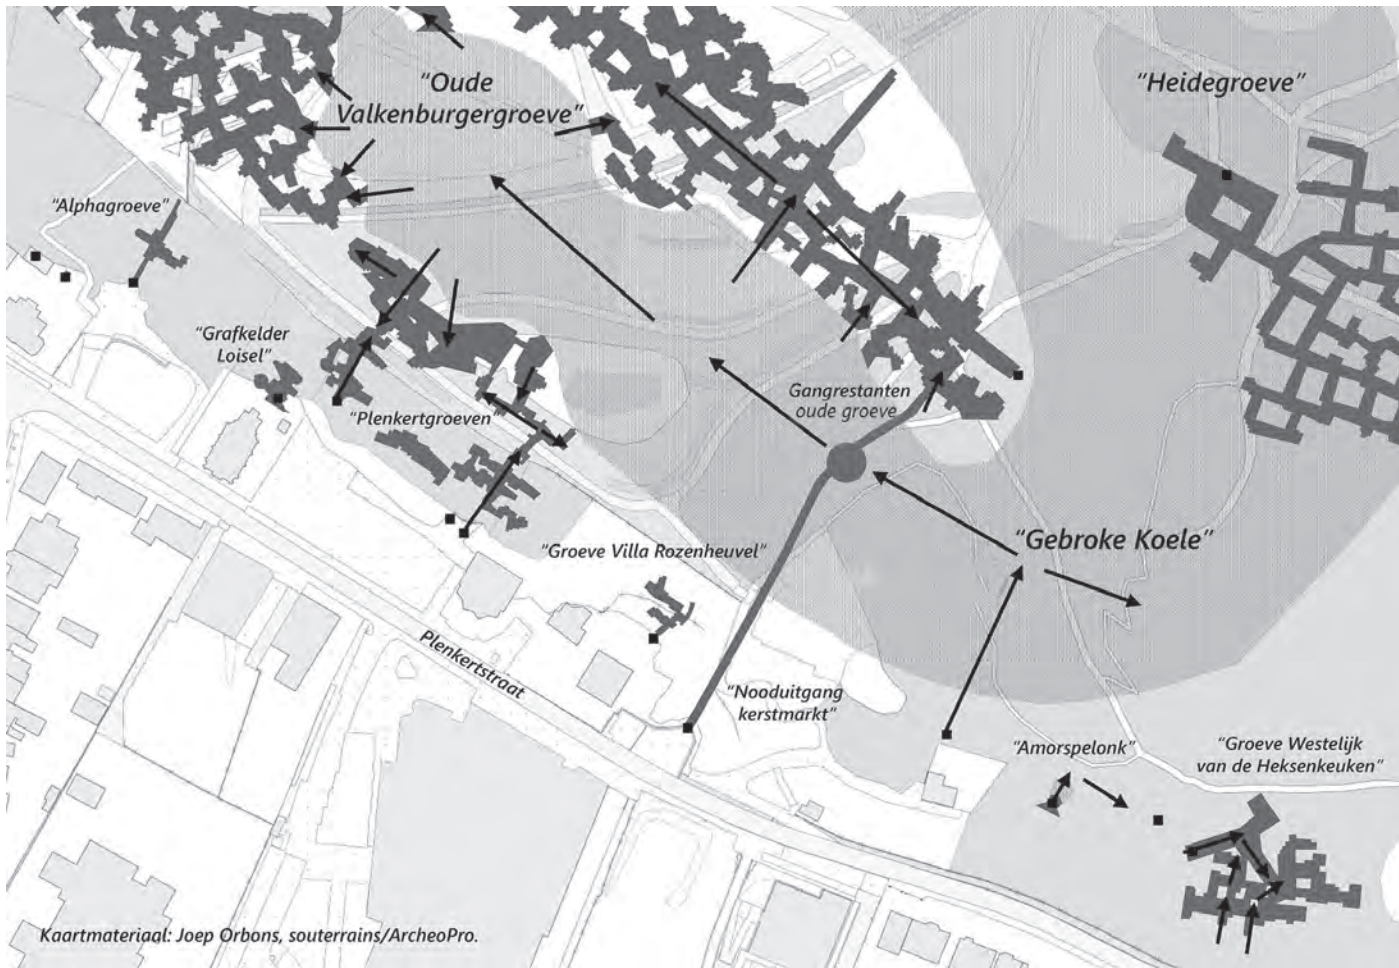 "Oude
Valkenburgergroeve"
"Heidegroeve"
"Alphagroeve"
"Grafkelder
Loisel"
"Plenkertgroeven"
Gangrestanten
oude groeve
"Groeve Villa Rozenheuvel"
"Gebroke Koele"
Plenkertstraat
"Nooduitgang
kerstmarkt"
"Amorspelonk"
"Groeve Westelijk
van de Heksenkeuken"
Kaartmateriaal: Joep Orbons, souterrains/ArcheoPro.